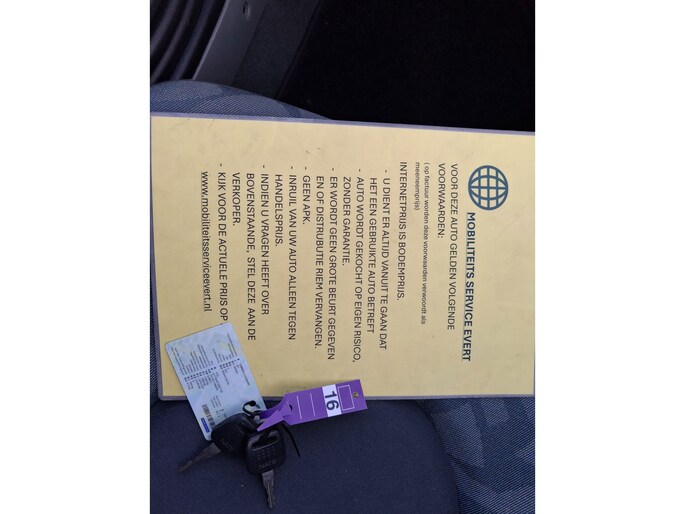 MOBILITEITS SERVICE EVERT
VOOR DEZE AUTO GELDEN VOLGENDE
VOORWAARDEN:
( op factuur worden deze voorwaarden verwoordt als
meeneemprijs)
INTERNETPRIJS IS BODEMPRIJS.
- U DIENT ER ALTIJD VANUIT TE GAAN DAT
HET EEN GEBRUIKTE AUTO BETREFT
- AUTO WORDT GEKOCHT OP EIGEN RISICO,
ZONDER GARANTIE.
- ER WORDT GEEN GROTE BEURT GEGEVEN
EN OF DISTRUBUTIE RIEM VERVANGEN.
- GEEN APK.
- INRUIL VAN UW AUTO ALLEEN TEGEN
HANDELSPRIJS.
- INDIEN U VRAGEN HEEFT OVER
BOVENSTAANDE, STEL DEZE AAN DE
VERKOPER.
- KIJK VOOR DE ACTUELE PRIJS OP
www.mobiliteitsserviceevert.nl
16